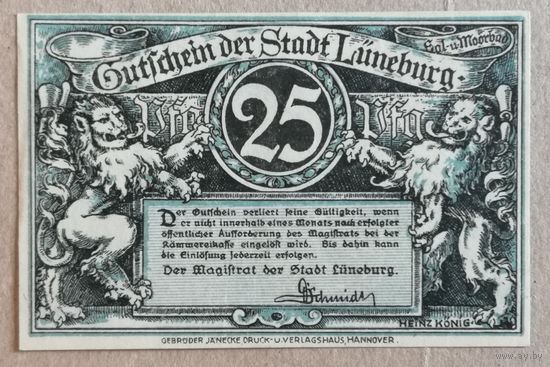 Gutschein der Stadt Lüneburg.
Sol- u. Moorbad
Pfg 25 Pfg
Der Gutschein verliert seine Gültigkeit, wenn
er nicht innerhalb eines Monats nach erfolgter
öffentlicher Aufforderung des Magistrats bei der
Kämmereikasse eingelöst wird. Bis dahin kann
die Einlösung jederzeit erfolgen.
Der Magistrat der Stadt Lüneburg.
Schmidt
HEINZ KÖNIG
GEBRÜDER JÄNECKE DRUCK- U. VERLAGSHAUS, HANNOVER.
ay.by